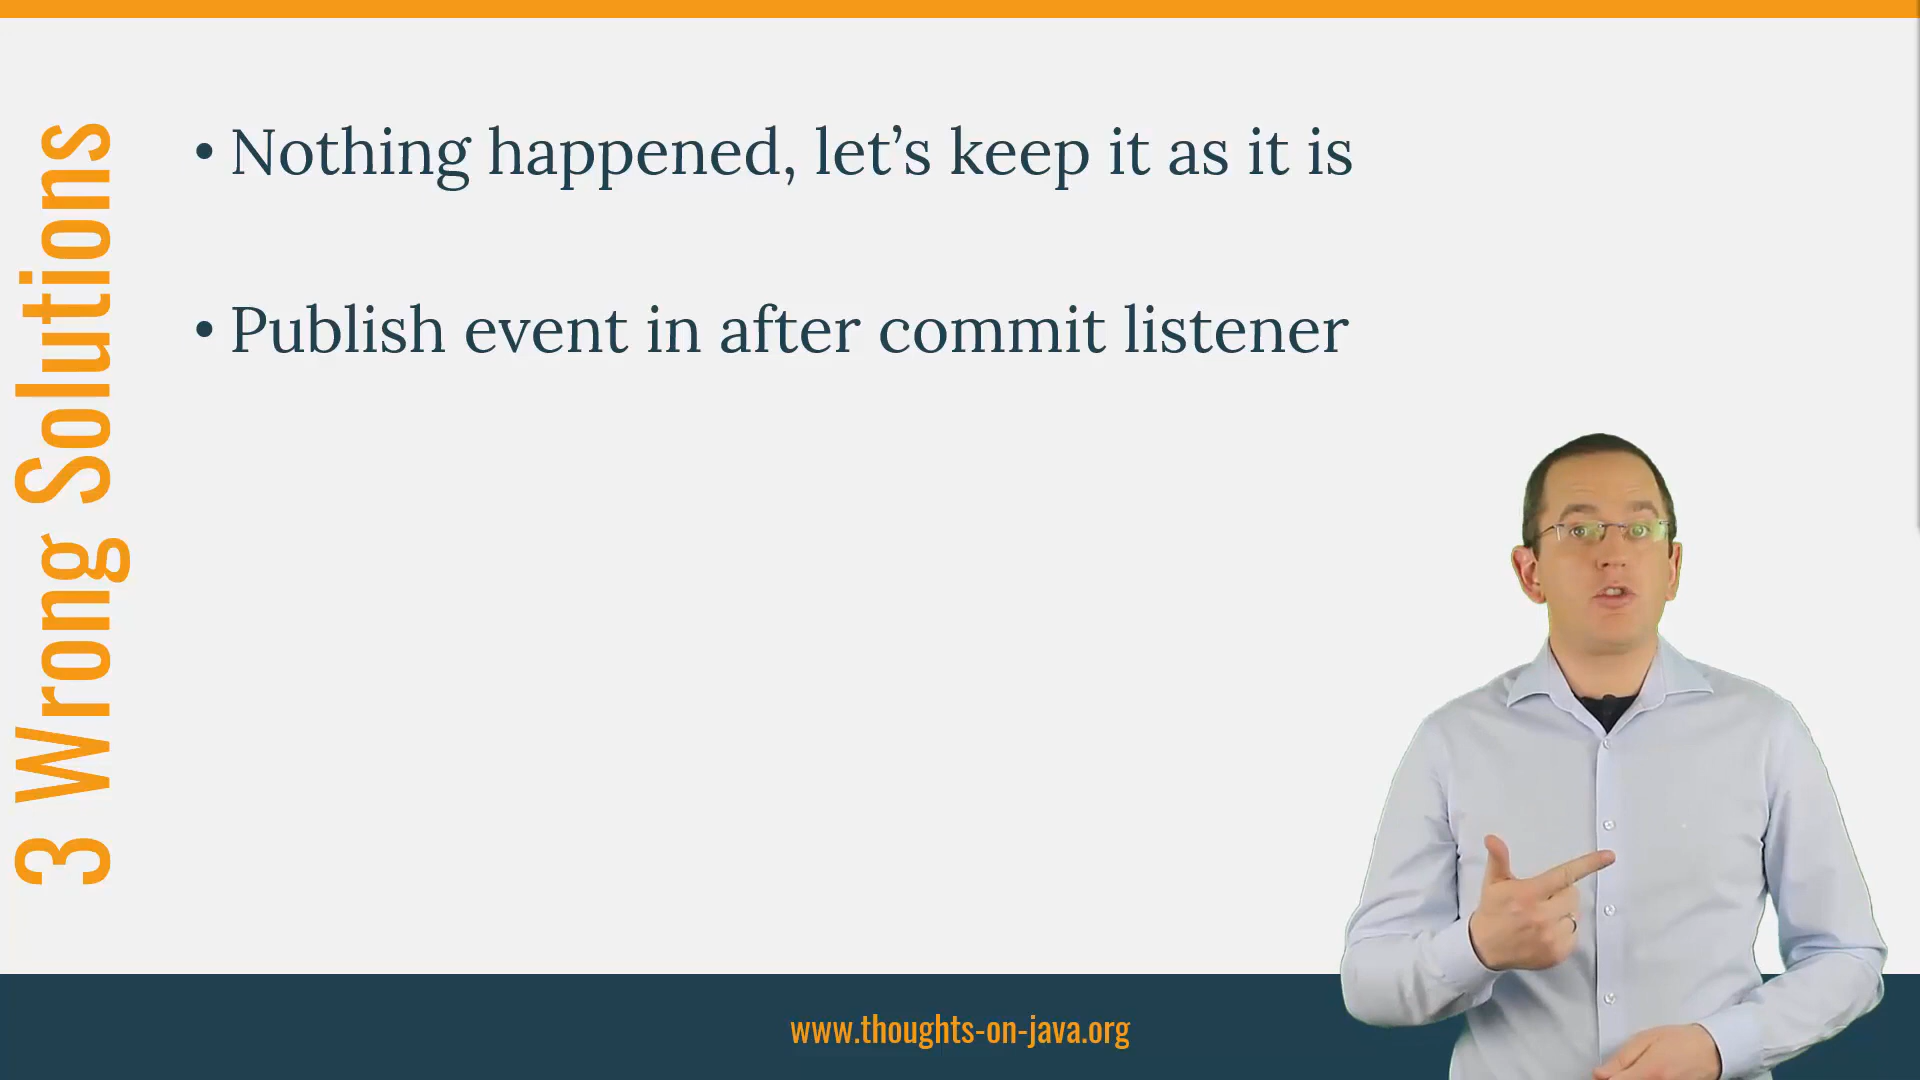 3 Wrong Solutions
• Nothing happened, let’s keep it as it is
• Publish event in after commit listener
www.thoughts-on-java.org